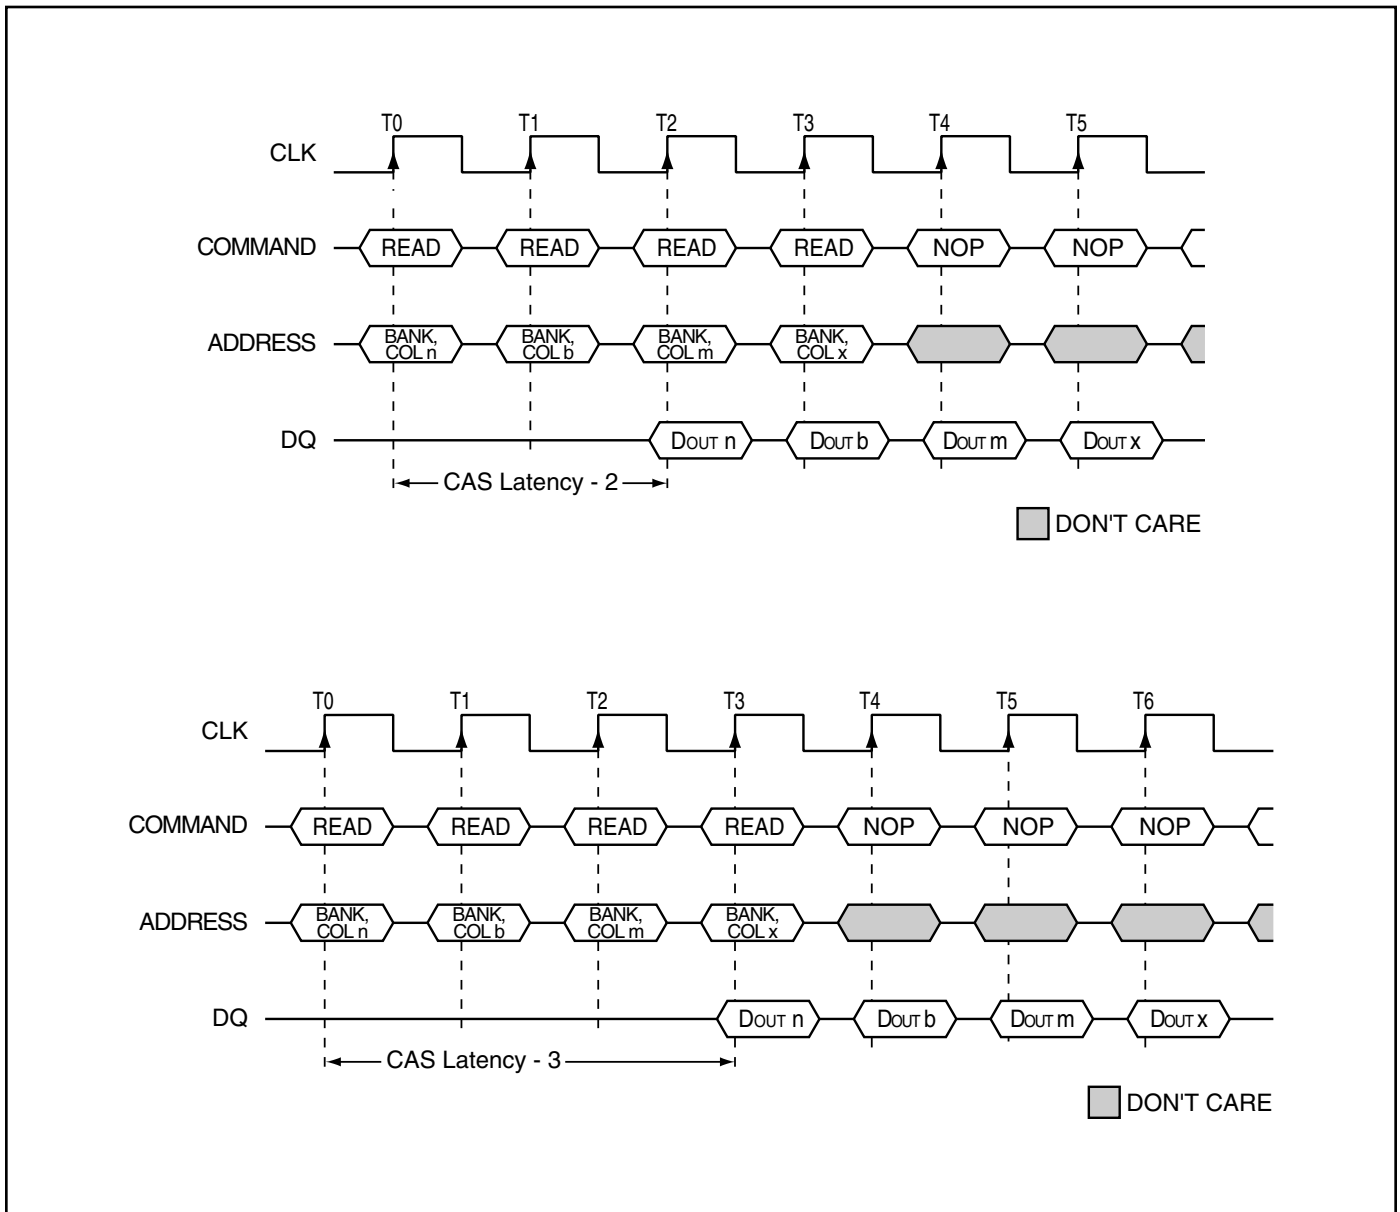 T0 T1 T2 T3 T4 T5
CLK
COMMAND READ READ READ READ NOP NOP
ADDRESS BANK, COL n BANK, COL b BANK, COL m BANK, COL x
DQ DOUT n DOUT b DOUT m DOUT x
CAS Latency - 2
DON'T CARE
T0 T1 T2 T3 T4 T5 T6
CLK
COMMAND READ READ READ READ NOP NOP NOP
ADDRESS BANK, COL n BANK, COL b BANK, COL m BANK, COL x
DQ DOUT n DOUT b DOUT m DOUT x
CAS Latency - 3
DON'T CARE